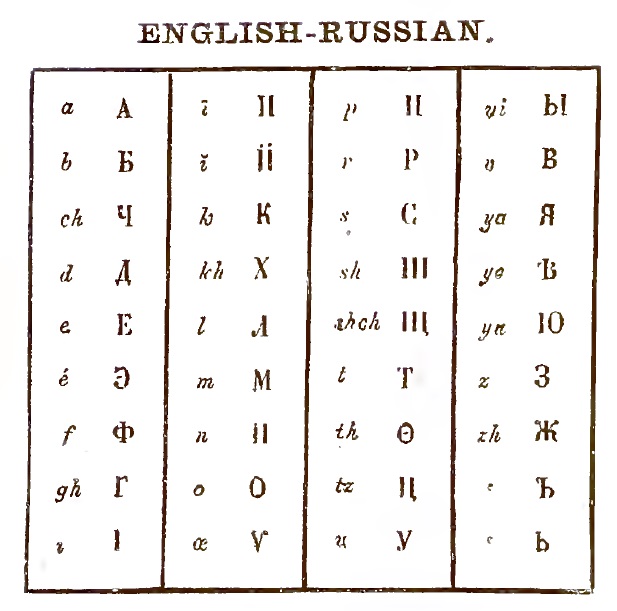 ENGLISH-RUSSIAN.
a А
b Б
ch Ч
d Д
e Е
é Э
f Ф
gh Г
i І
ī И
ĭ Й
k К
kh Х
l Л
m М
n Н
o О
œ Ѵ
p П
r Р
s С
sh Ш
shch Щ
t Т
th Ѳ
tz Ц
u У
yi Ы
v В
ya Я
ye Ѣ
yu Ю
z З
zh Ж
ʿ Ъ
ʿ Ь